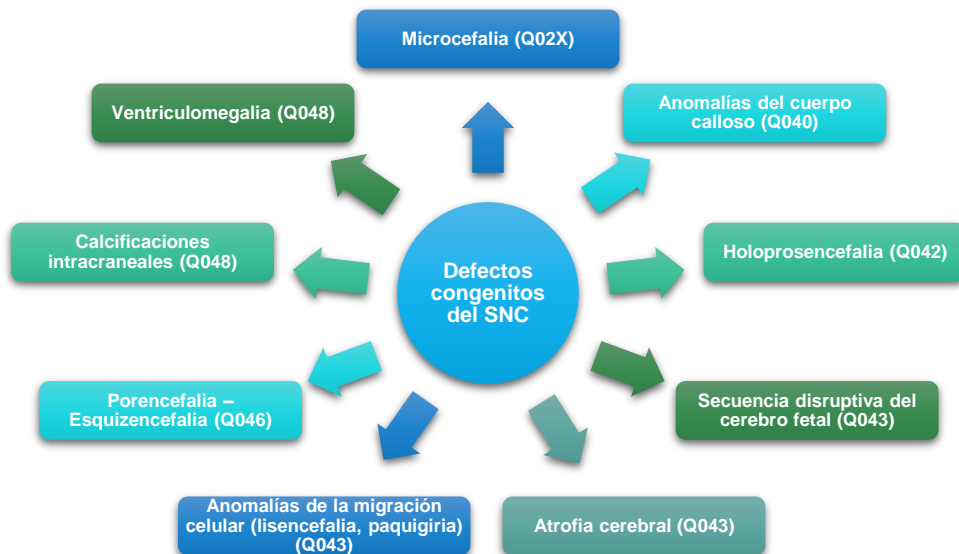 Microcefalia (Q02X)
Anomalías del cuerpo
calloso (Q040)
Holoprosencefalia (Q042)
Secuencia disruptiva del
cerebro fetal (Q043)
Atrofia cerebral (Q043)
Anomalías de la migración
celular (lisencefalia, paquigiria)
(Q043)
Porencefalia –
Esquizencefalia (Q046)
Calcificaciones
intracraneales (Q048)
Ventriculomegalia (Q048)
Defectos
congenitos
del SNC